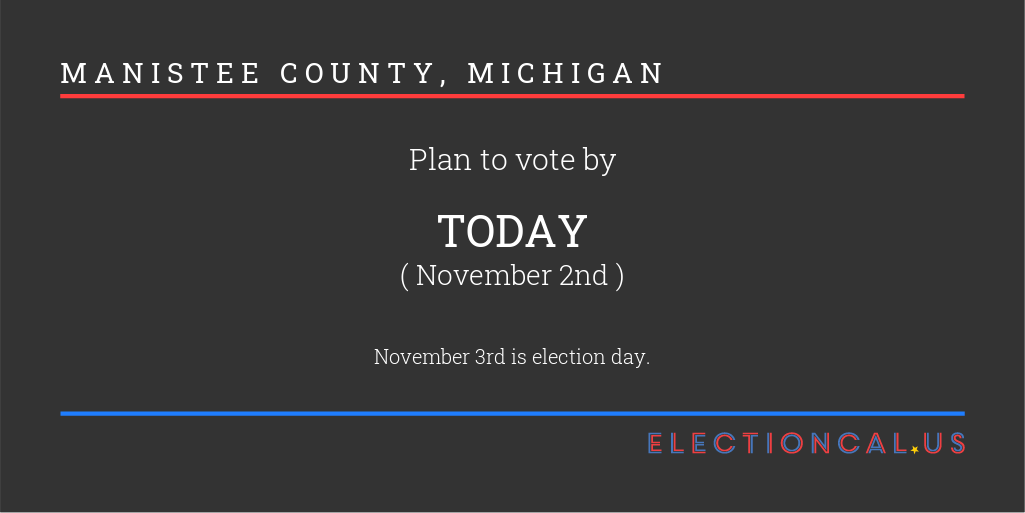 MANISTEE COUNTY, MICHIGAN
Plan to vote by
TODAY
( November 2nd )
November 3rd is election day.
ELECTIONCAL.US